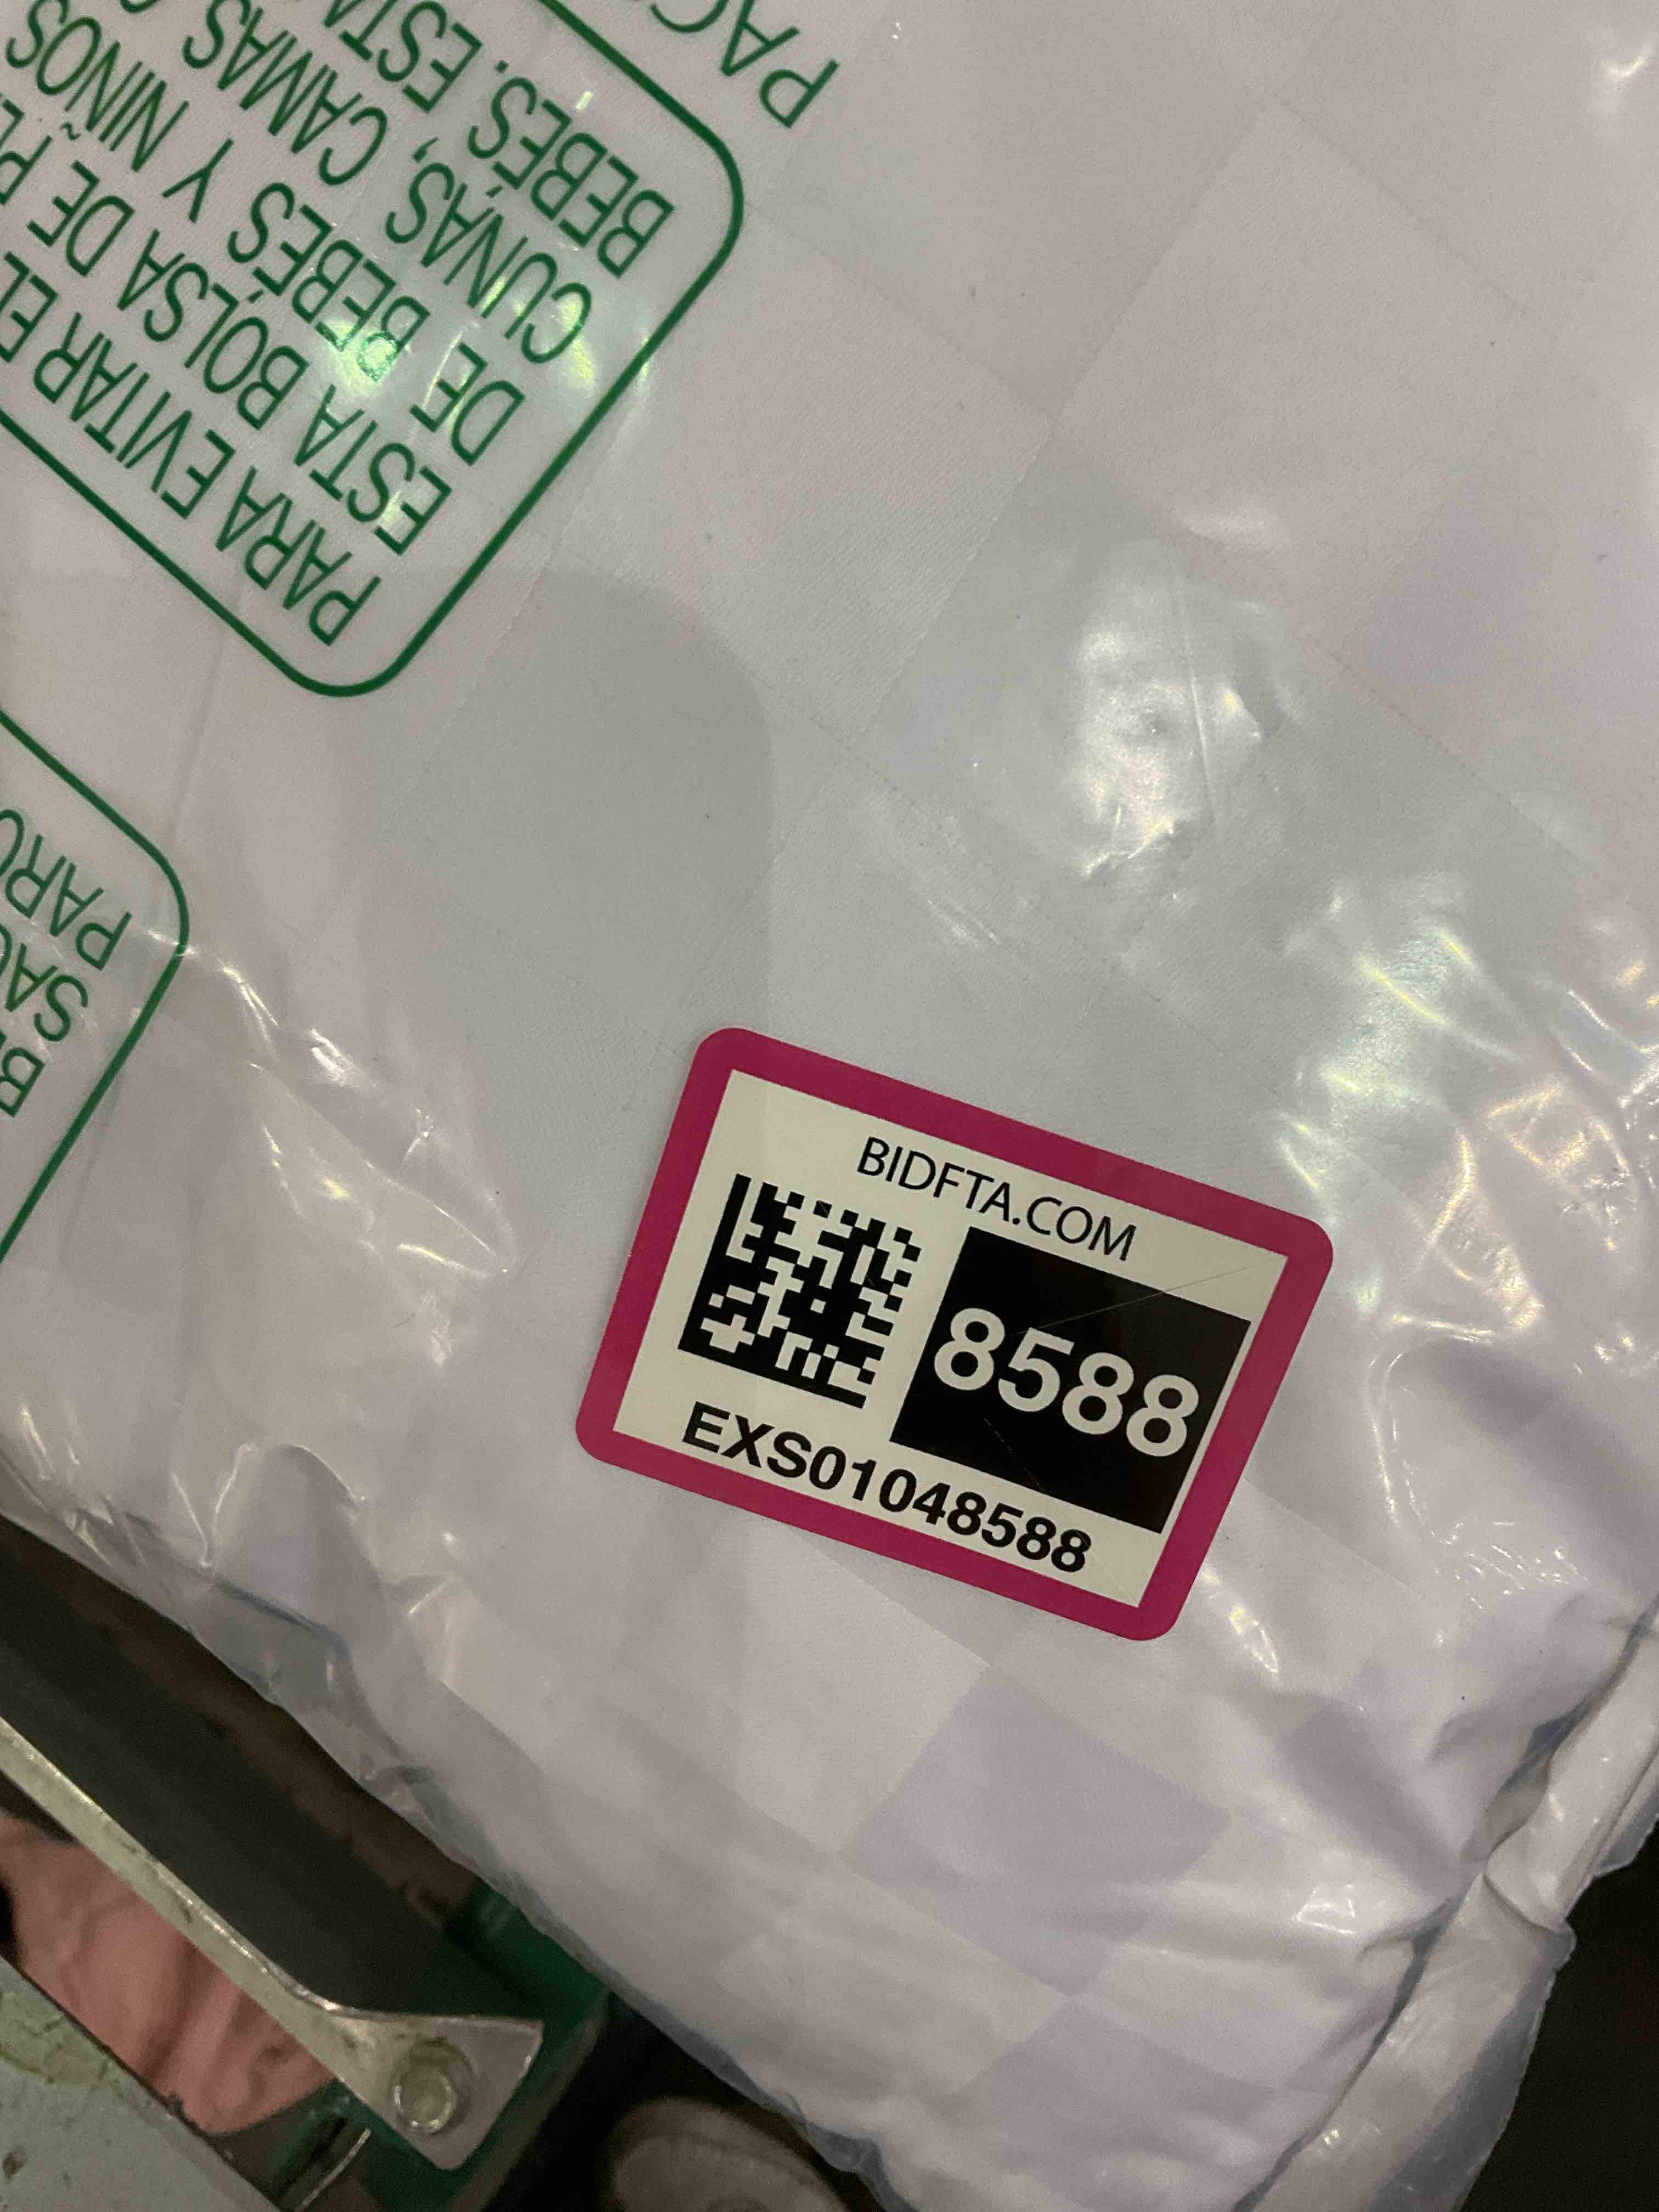 PARA EVITAR EL
ESTA BOLSA DE
DE BEBÉS Y NIÑOS
CUNAS, CAMAS
BEBÉS. ESTA
BIDFTA.COM
8588
EXS01048588